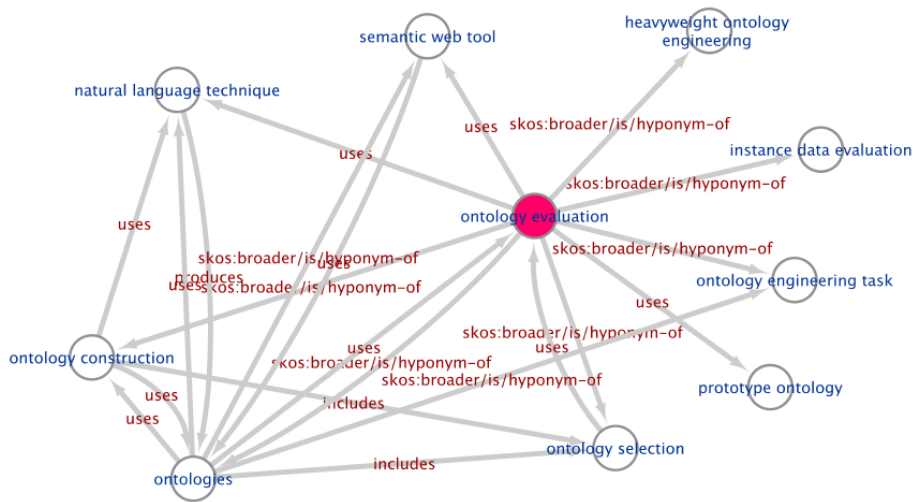 heavyweight ontology
engineering
semantic web tool
natural language technique
uses
skos:broader/is/hyponym-of
instance data evaluation
uses
skos:broader/is/hyponym-of
ontology evaluation
uses
skos:broader/is/hyponym-of
skos:broader/is/hyponym-of
uses
produces
ontology engineering task
uses
skos:broader/is/hyponym-of
uses
skos:broader/is/hyponym-of
uses
uses
ontology construction
skos:broader/is/hyponym-of
skos:broader/is/hyponym-of
prototype ontology
uses
includes
uses
ontology selection
includes
ontologies